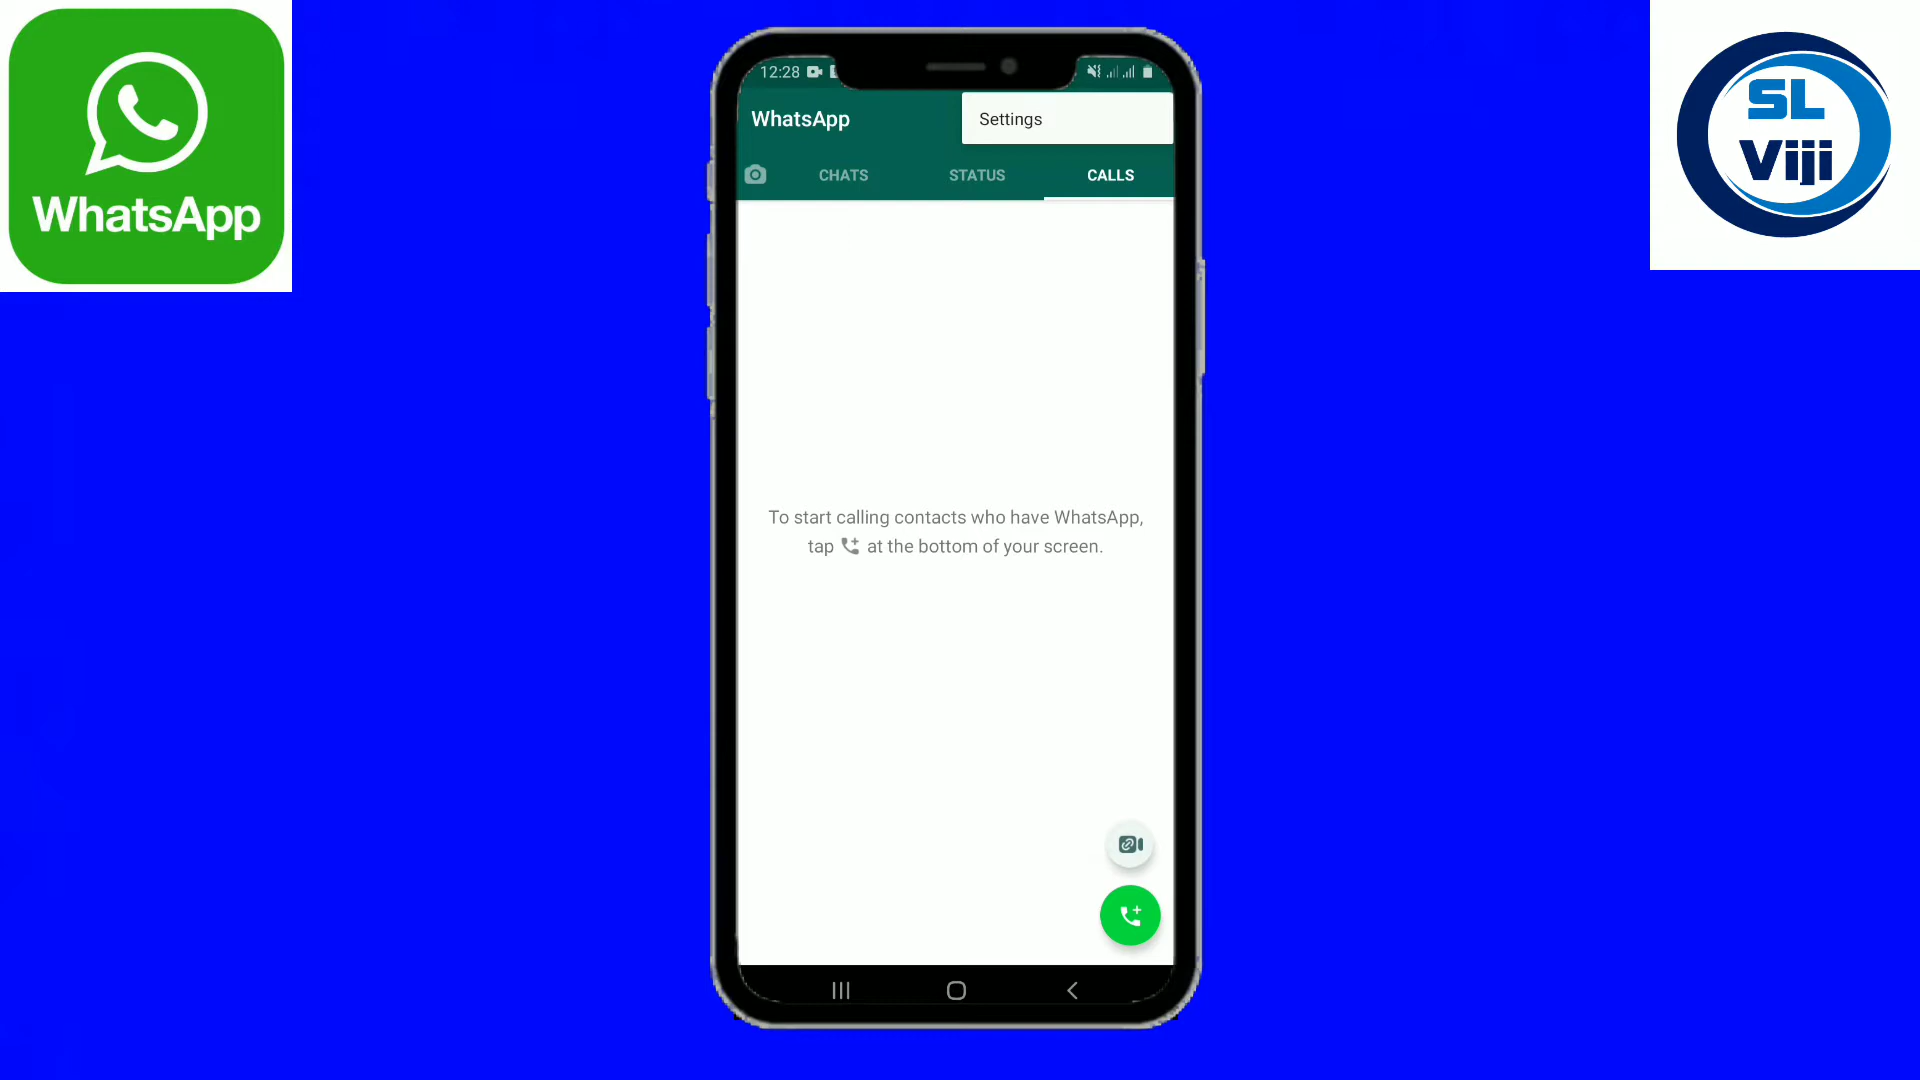 WhatsApp
SL
Viji
12:28
WhatsApp
Settings
CHATS STATUS CALLS
To start calling contacts who have WhatsApp,
tap at the bottom of your screen.